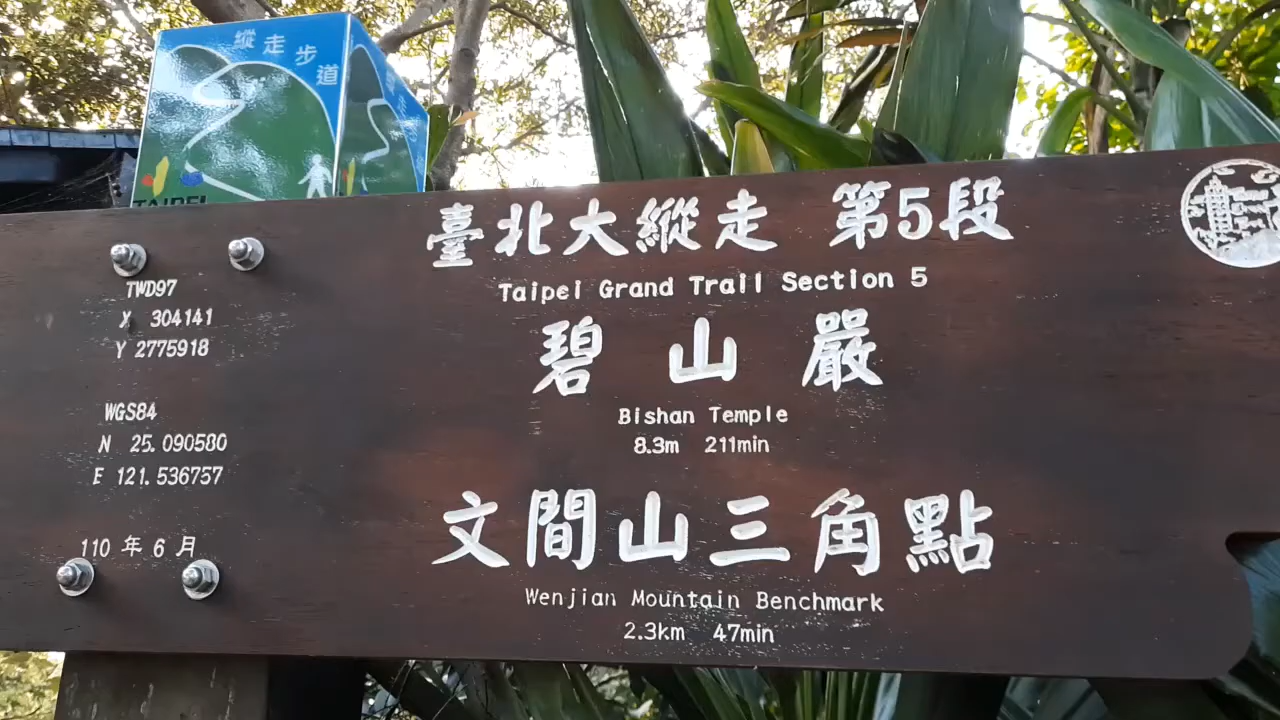 縱走步道
TAIPEI
臺北大縱走 第5段
Taipei Grand Trail Section 5
碧山嚴
Bishan Temple
8.3m 211min
文間山三角點
Wenjian Mountain Benchmark
2.3km 47min
TWD97
X 304141
Y 2775918
WGS84
N 25.090580
E 121.536757
110 年 6 月